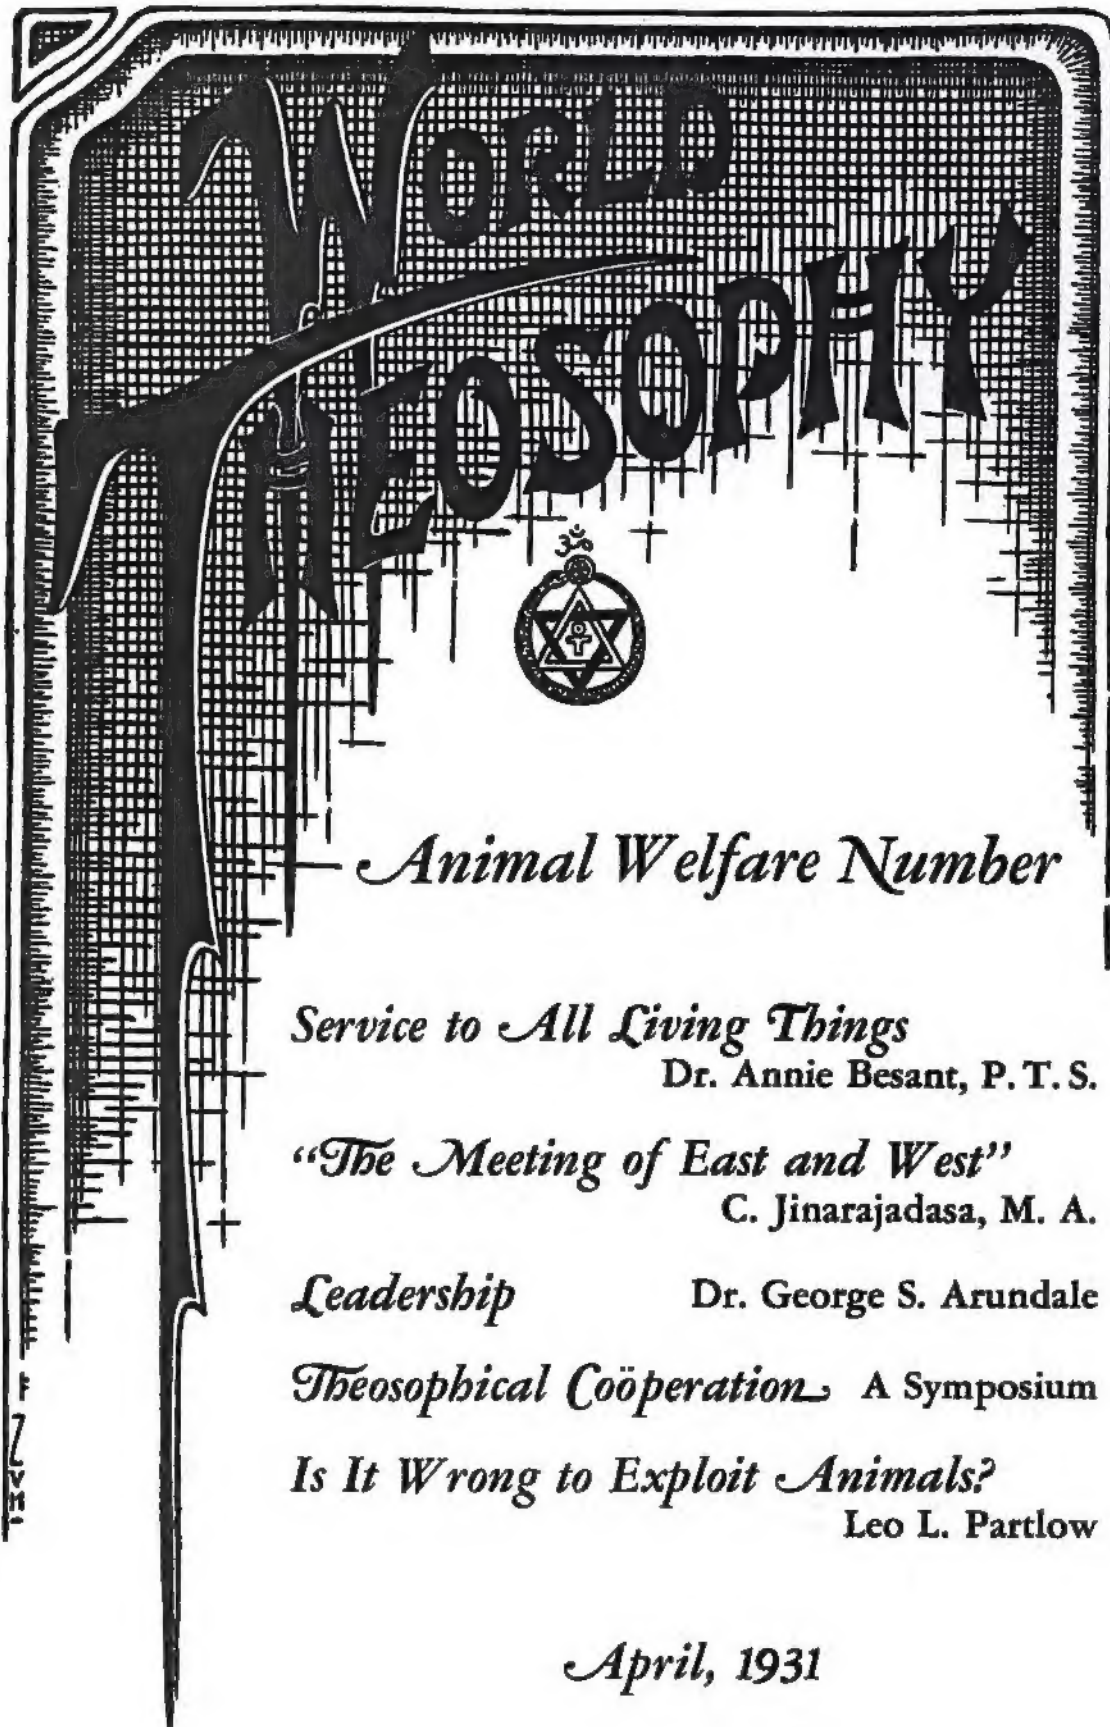 WORLD
THEOSOPHY
ॐ
Animal Welfare Number
Service to All Living Things
Dr. Annie Besant, P. T. S.
“The Meeting of East and West”
C. Jinarajadasa, M. A.
Leadership Dr. George S. Arundale
Theosophical Coöperation A Symposium
Is It Wrong to Exploit Animals?
Leo L. Partlow
April, 1931